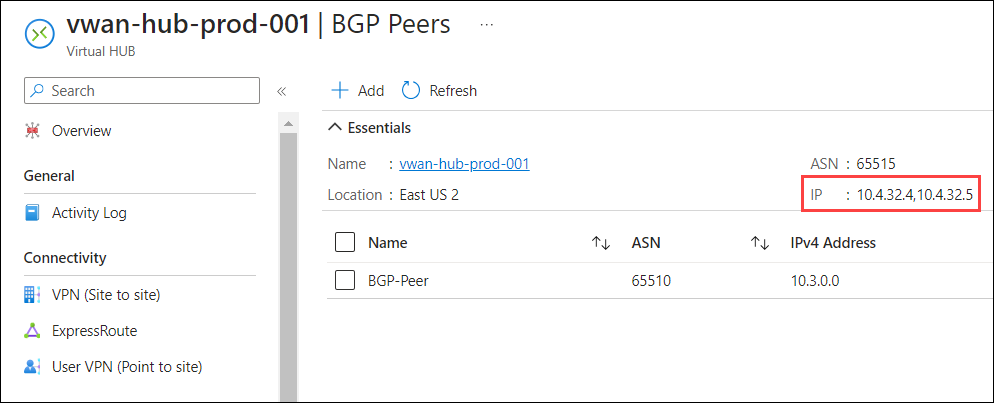 vwan-hub-prod-001 | BGP Peers ...
Virtual HUB
Search «
+ Add Refresh
Overview
Essentials
Name : vwan-hub-prod-001 ASN : 65515
General
Location : East US 2 IP : 10.4.32.4,10.4.32.5
Activity Log
Name ASN IPv4 Address
Connectivity
BGP-Peer 65510 10.3.0.0
VPN (Site to site)
ExpressRoute
User VPN (Point to site)